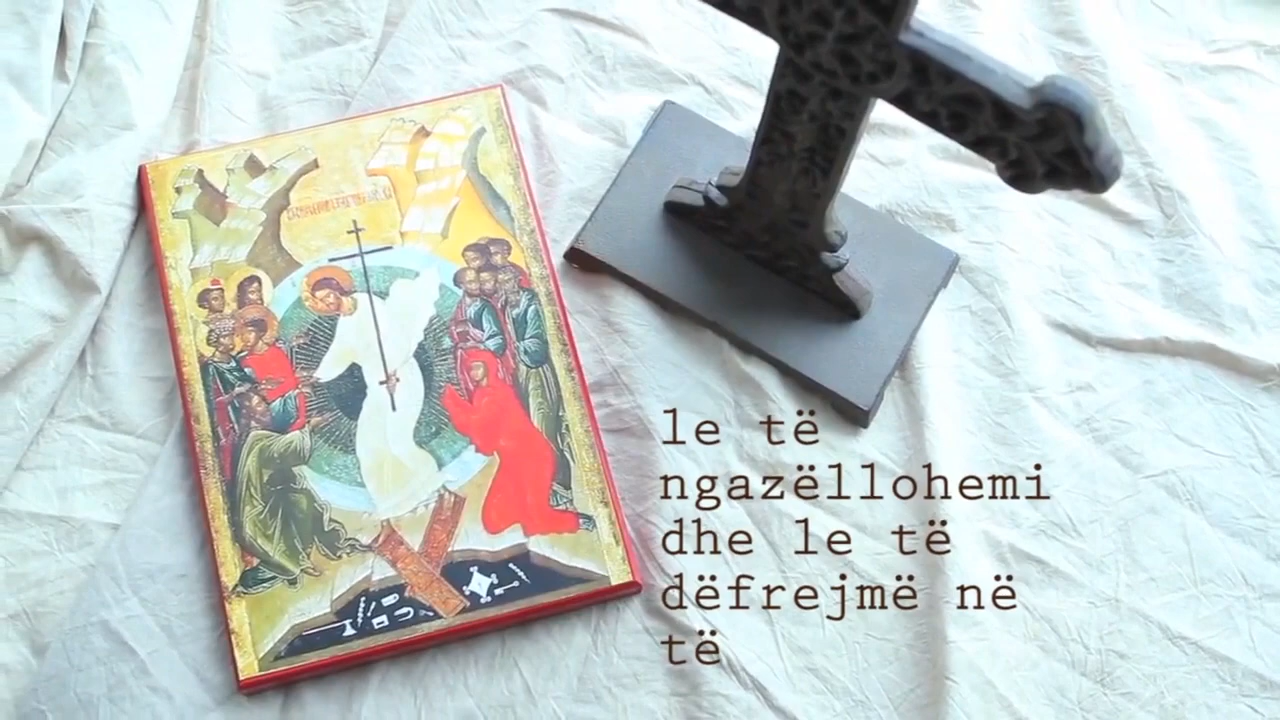 le të
ngazëllohemi
dhe le të
dëfrejmë në
të